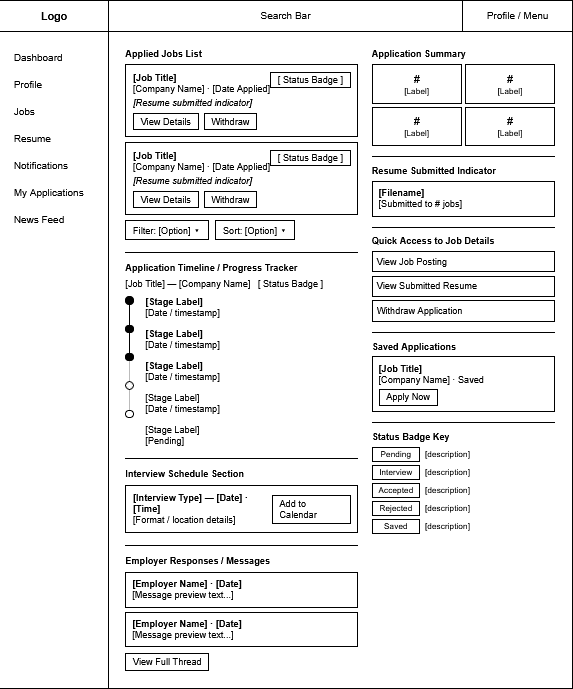 Logo
Search Bar
Profile / Menu
Dashboard
Profile
Jobs
Resume
Notifications
My Applications
News Feed
Applied Jobs List
[Job Title]
[ Status Badge ]
[Company Name] · [Date Applied]
[Resume submitted indicator]
View Details
Withdraw
[Job Title]
[ Status Badge ]
[Company Name] · [Date Applied]
[Resume submitted indicator]
View Details
Withdraw
Filter: [Option] ▾
Sort: [Option] ▾
Application Timeline / Progress Tracker
[Job Title] — [Company Name] [ Status Badge ]
[Stage Label]
[Date / timestamp]
[Stage Label]
[Date / timestamp]
[Stage Label]
[Date / timestamp]
[Stage Label]
[Date / timestamp]
[Stage Label]
[Pending]
Interview Schedule Section
[Interview Type] — [Date] ·
[Time]
[Format / location details]
Add to
Calendar
Employer Responses / Messages
[Employer Name] · [Date]
[Message preview text...]
[Employer Name] · [Date]
[Message preview text...]
View Full Thread
Application Summary
#
[Label]
#
[Label]
#
[Label]
#
[Label]
Resume Submitted Indicator
[Filename]
[Submitted to # jobs]
Quick Access to Job Details
View Job Posting
View Submitted Resume
Withdraw Application
Saved Applications
[Job Title]
[Company Name] · Saved
Apply Now
Status Badge Key
Pending [description]
Interview [description]
Accepted [description]
Rejected [description]
Saved [description]